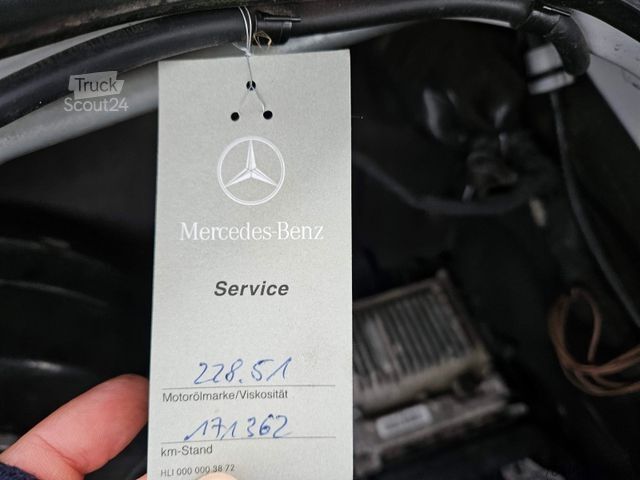 Truck
Scout24
Mercedes-Benz
Service
228.51
Motorölmarke/Viskosität
171362
km-Stand
HLI 000 000 38 72